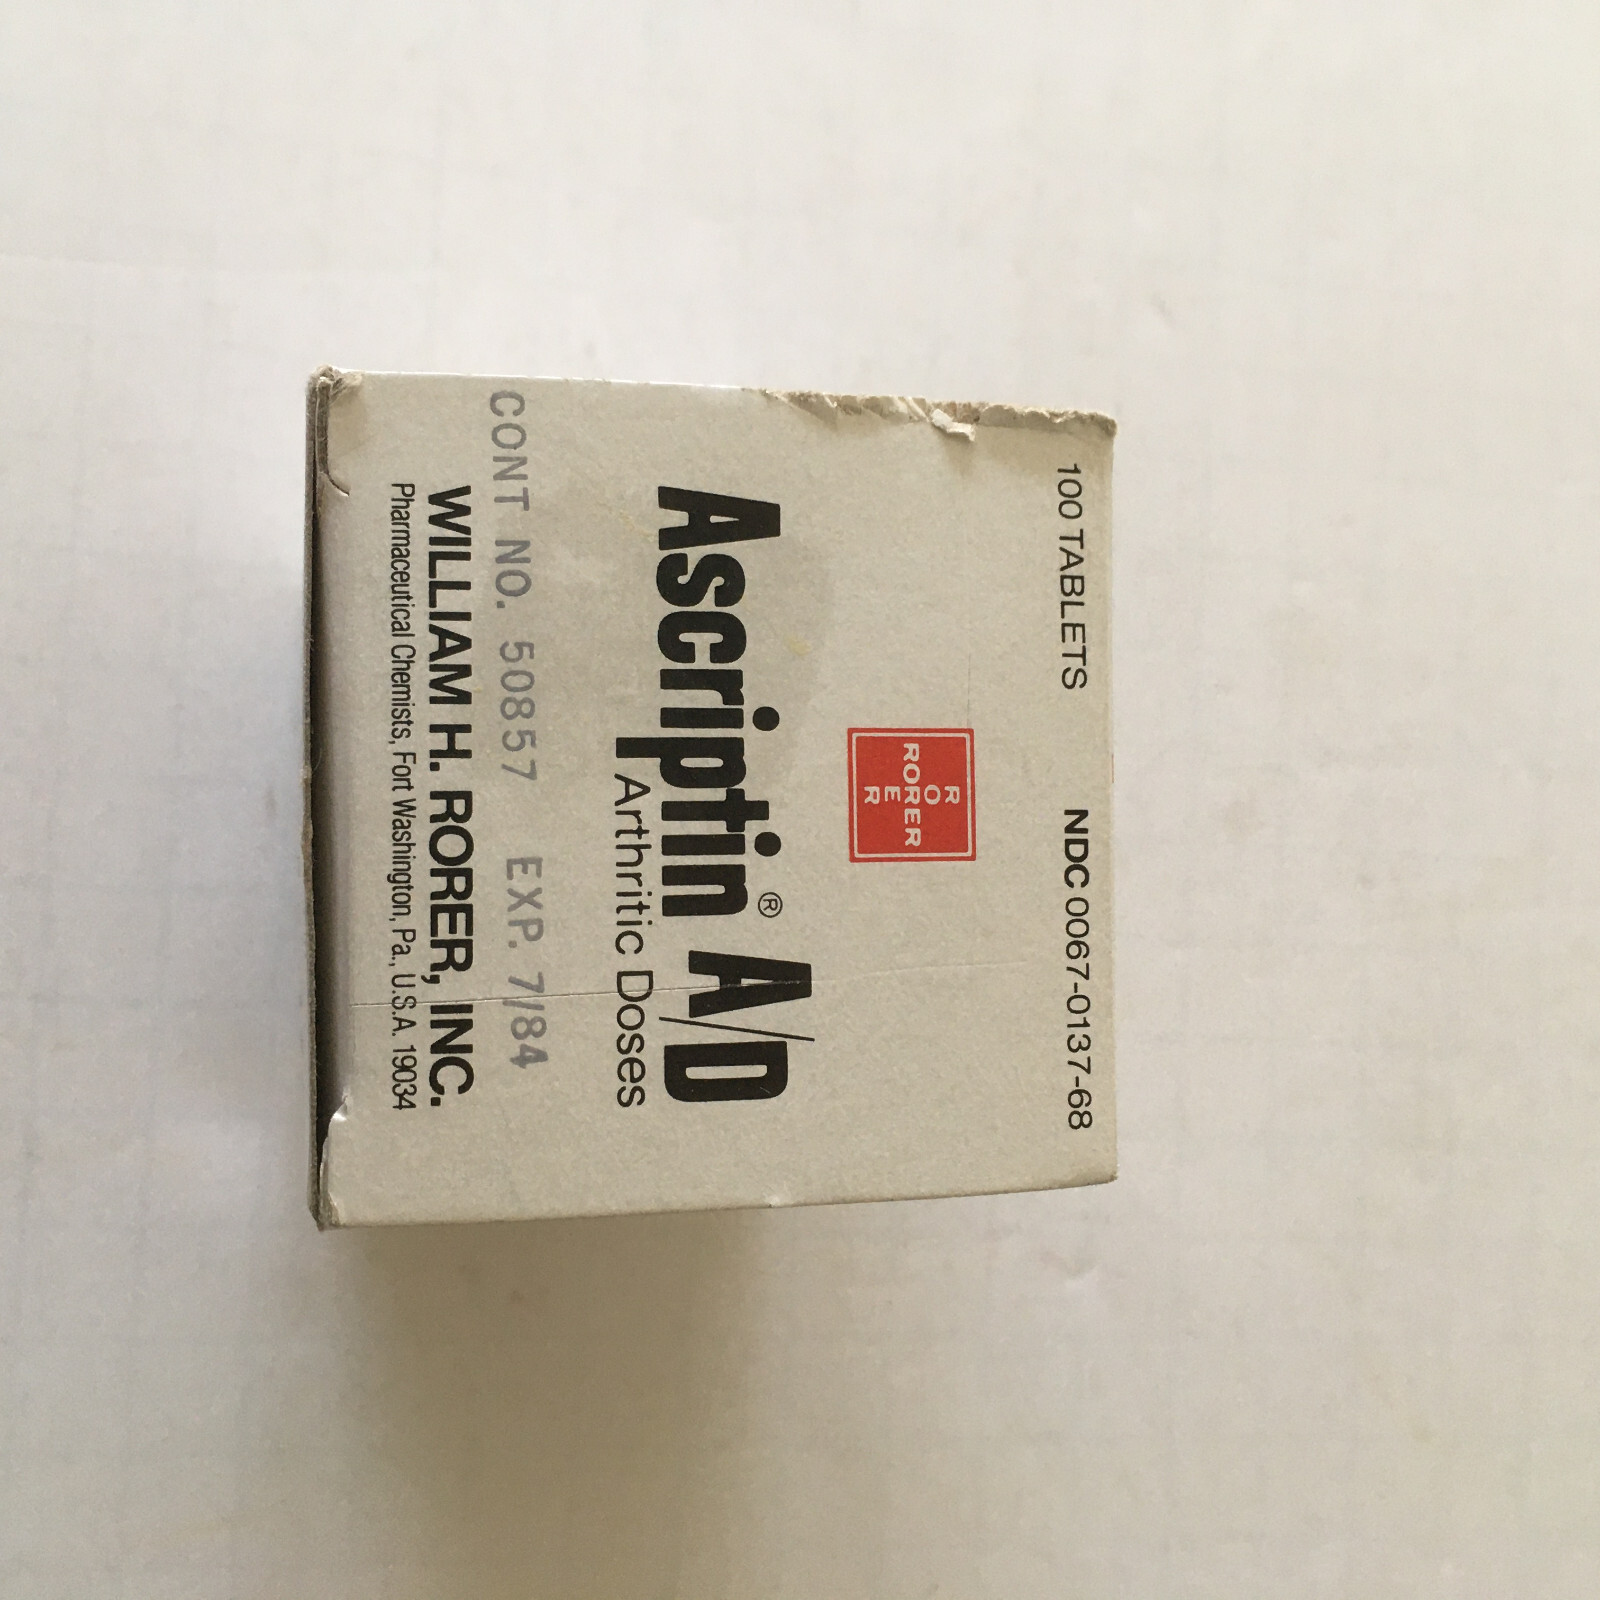 100 TABLETS NDC 0067-0137-68
R
O
RORER
E
R
Ascriptin® A/D
Arthritic Doses
CONT NO. 50857 EXP. 7/84
WILLIAM H. RORER, INC.
Pharmaceutical Chemists, Fort Washington, Pa., U.S.A. 19034